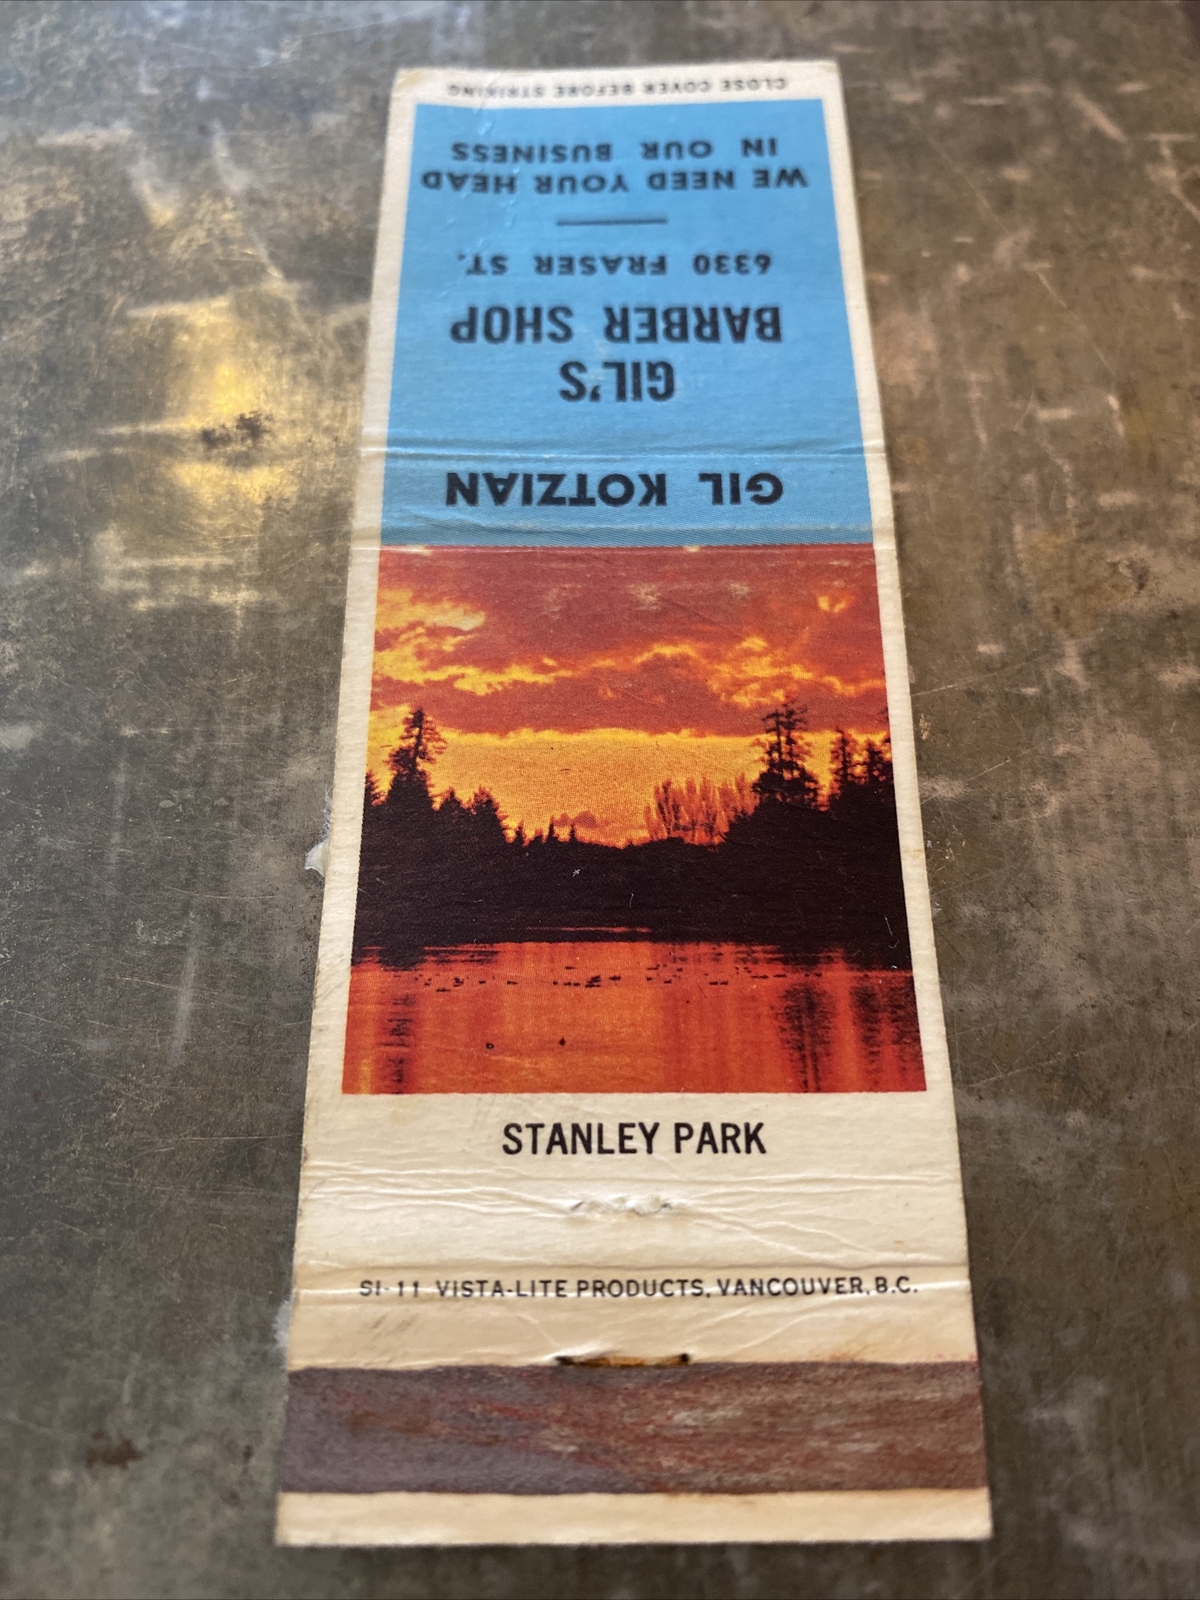 GIL KOTZIAN
GIL'S
BARBER SHOP
6330 FRASER ST.
WE NEED YOUR HEAD
IN OUR BUSINESS
CLOSE COVER BEFORE STRIKING
STANLEY PARK
SI-11 VISTA-LITE PRODUCTS, VANCOUVER, B.C.